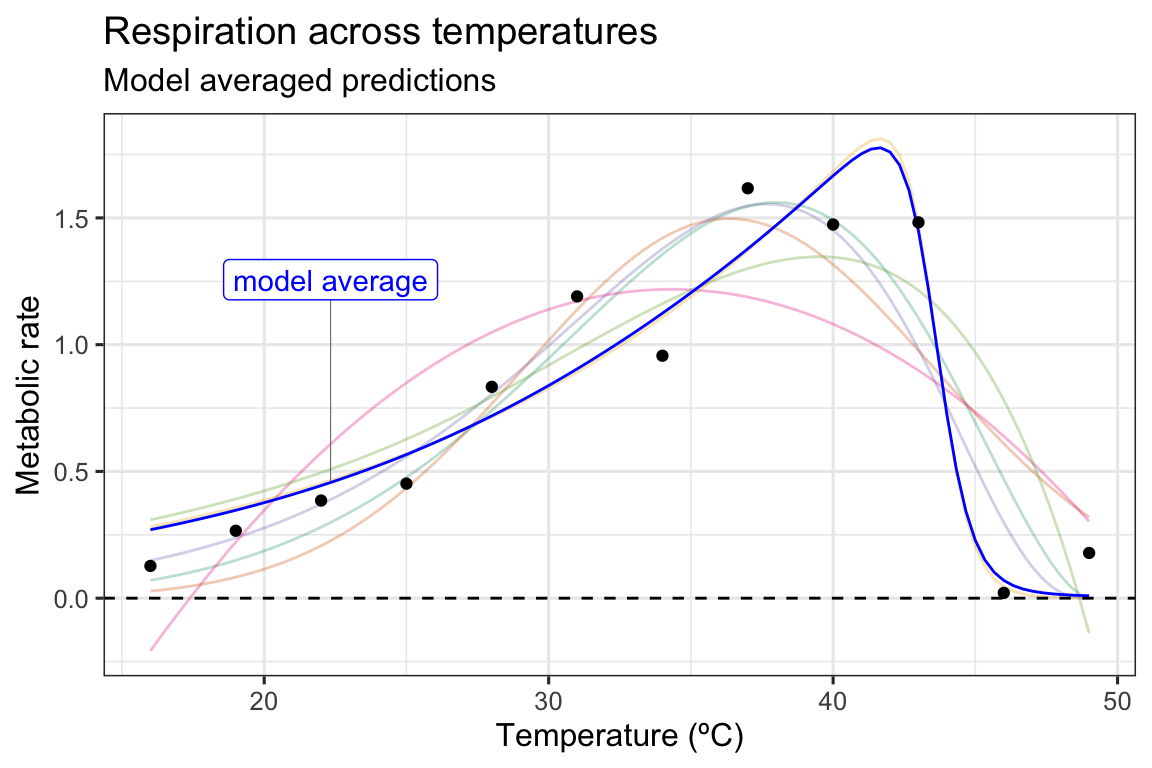 Respiration across temperatures
Model averaged predictions
Metabolic rate
1.5
1.0
0.5
0.0
model average
20 30 40 50
Temperature (ºC)